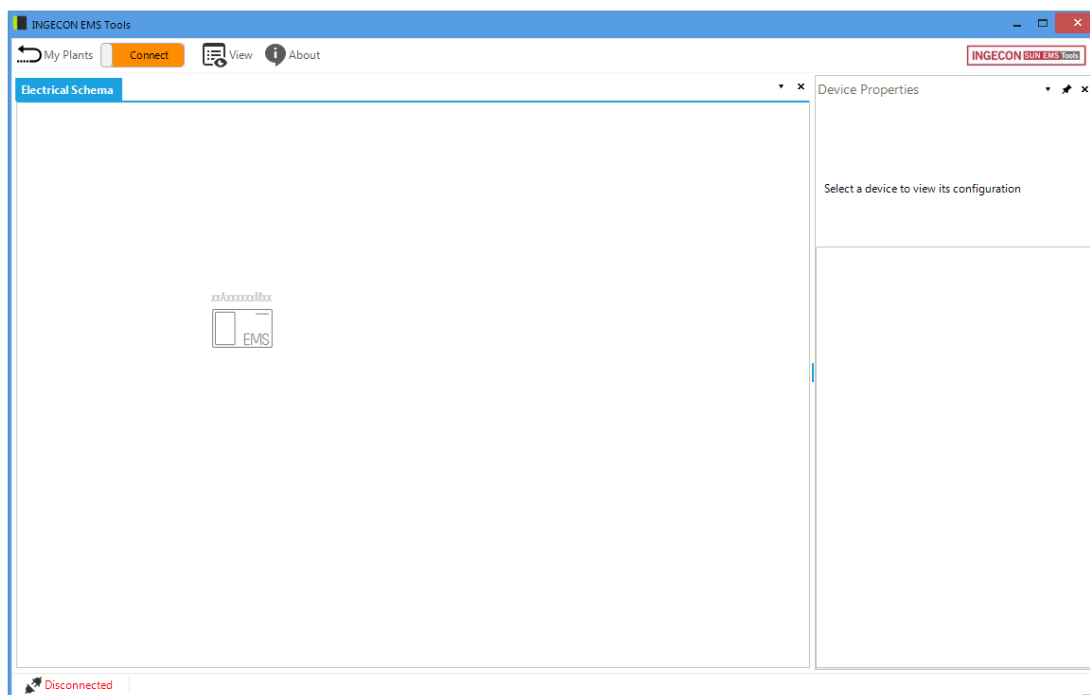 INGECON EMS Tools
My Plants Connect View About INGECON SUN EMS Tools
Electrical Schema
Device Properties
Select a device to view its configuration
xxAxxxxxxMxx
EMS
Disconnected